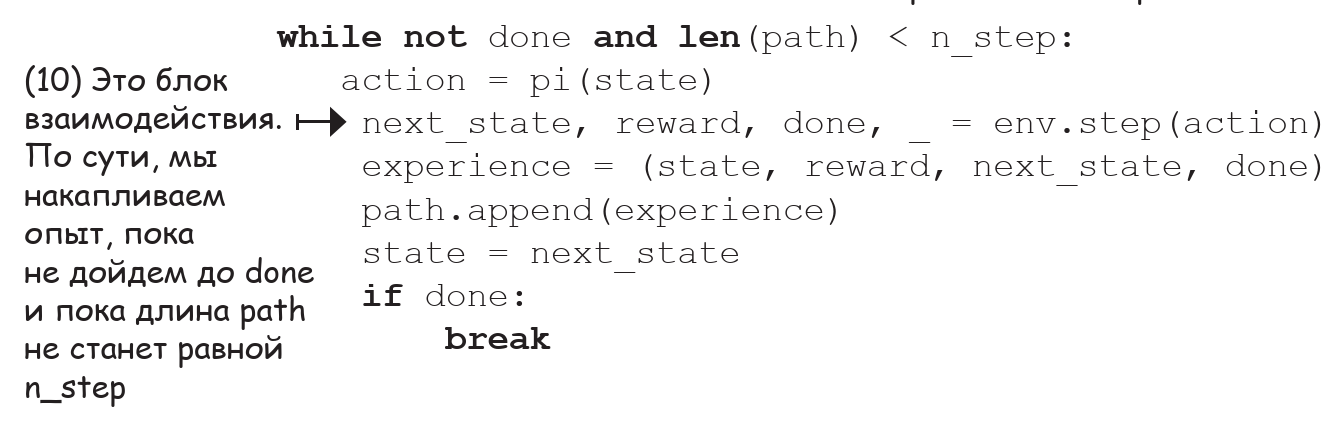 while not done and len(path) < n_step:
action = pi(state)
next_state, reward, done, _ = env.step(action)
experience = (state, reward, next_state, done)
path.append(experience)
state = next_state
if done:
break
(10) Это блок
взаимодействия.
По сути, мы
накапливаем
опыт, пока
не дойдем до done
и пока длина path
не станет равной
n_step